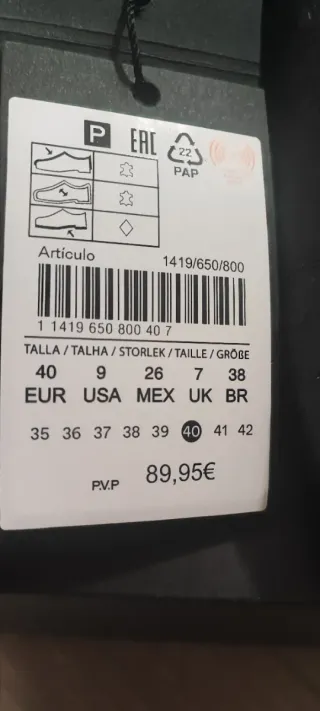 P EAC 22
PAP
Artículo 1419/650/800
1 1419 650 800 40 7
TALLA / TALHA / STORLEK / TAILLE / GRÖßE
40 9 26 7 38
EUR USA MEX UK BR
35 36 37 38 39 40 41 42
P.V.P 89,95€